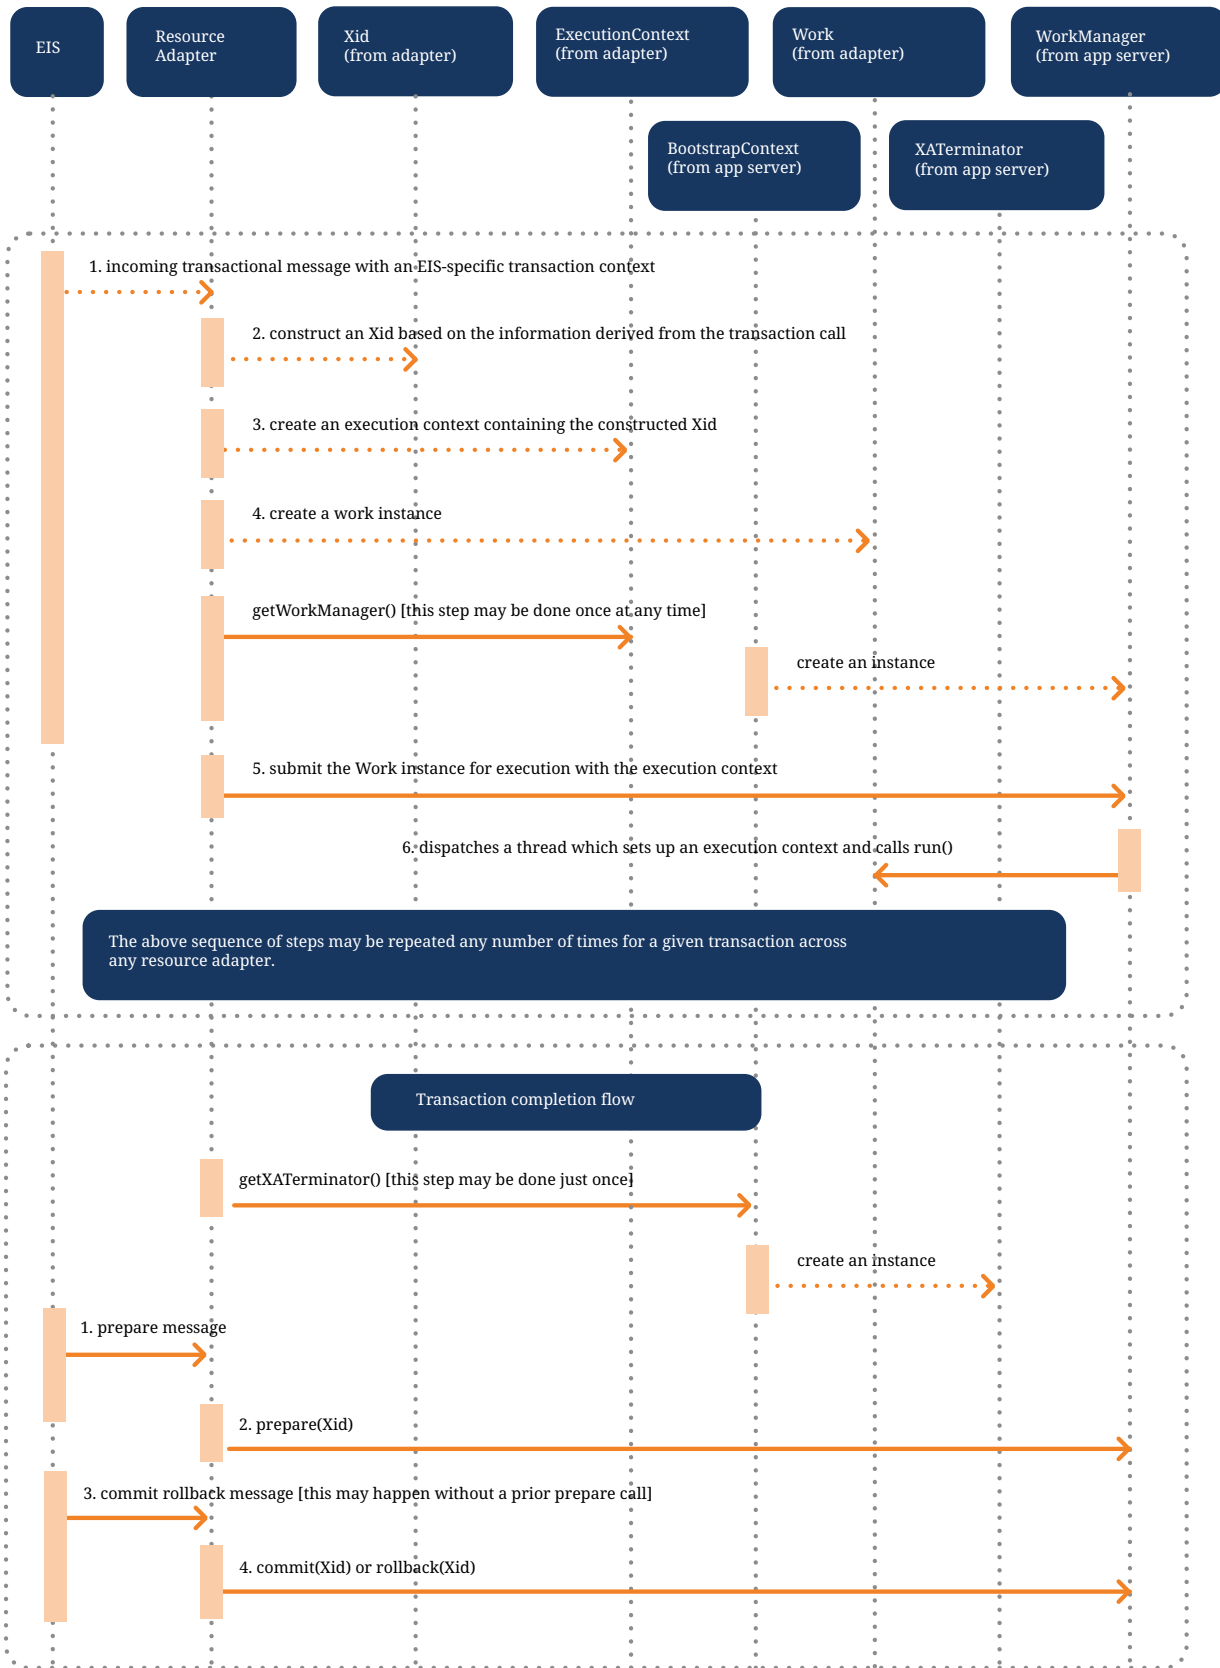 EIS
Resource
Adapter
Xid
(from adapter)
ExecutionContext
(from adapter)
Work
(from adapter)
WorkManager
(from app server)
BootstrapContext
(from app server)
XATerminator
(from app server)
1. incoming transactional message with an EIS-specific transaction context
2. construct an Xid based on the information derived from the transaction call
3. create an execution context containing the constructed Xid
4. create a work instance
getWorkManager() [this step may be done once at any time]
create an instance
5. submit the Work instance for execution with the execution context
6. dispatches a thread which sets up an execution context and calls run()
The above sequence of steps may be repeated any number of times for a given transaction across
any resource adapter.
Transaction completion flow
getXATerminator() [this step may be done just once]
create an instance
1. prepare message
2. prepare(Xid)
3. commit rollback message [this may happen without a prior prepare call]
4. commit(Xid) or rollback(Xid)